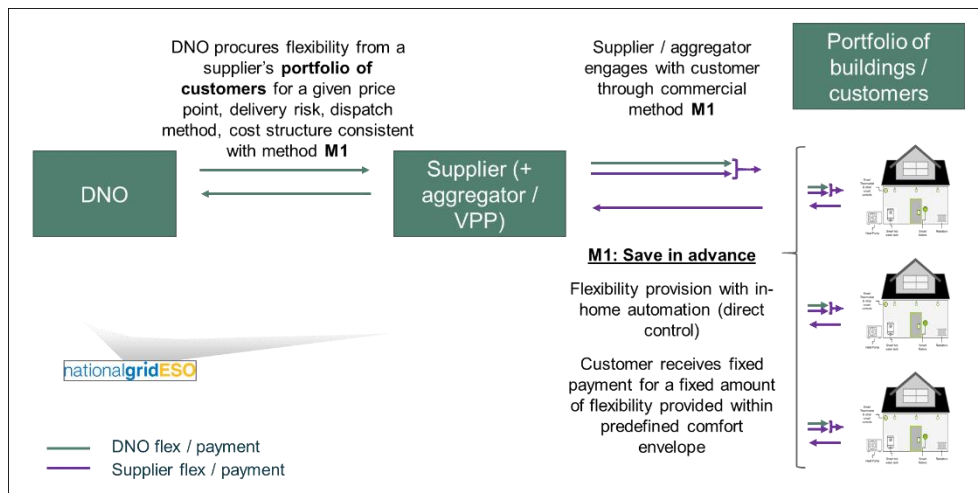 DNO procures flexibility from a
supplier's portfolio of
customers for a given price
point, delivery risk, dispatch
method, cost structure consistent
with method M1
Supplier / aggregator
engages with customer
through commercial
method M1
Portfolio of
buildings /
customers
DNO
Supplier (+
aggregator /
VPP)
M1: Save in advance
Flexibility provision with in-
home automation (direct
control)
Customer receives fixed
payment for a fixed amount
of flexibility provided within
predefined comfort
envelope
nationalgridESO
DNO flex / payment
Supplier flex / payment